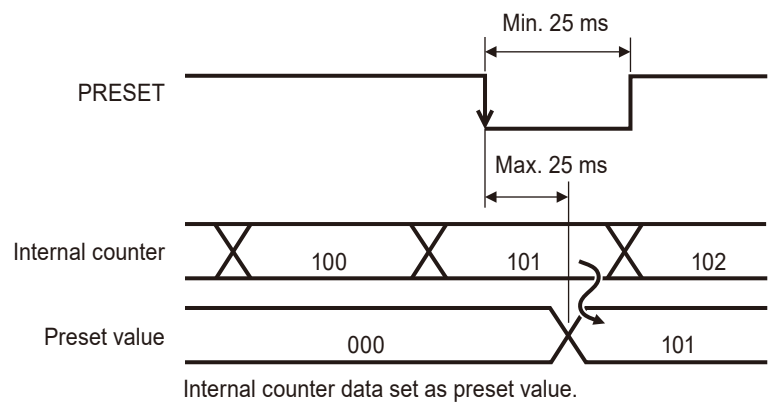 Min. 25 ms
PRESET
Max. 25 ms
Internal counter
100
101
102
Preset value
000
101
Internal counter data set as preset value.